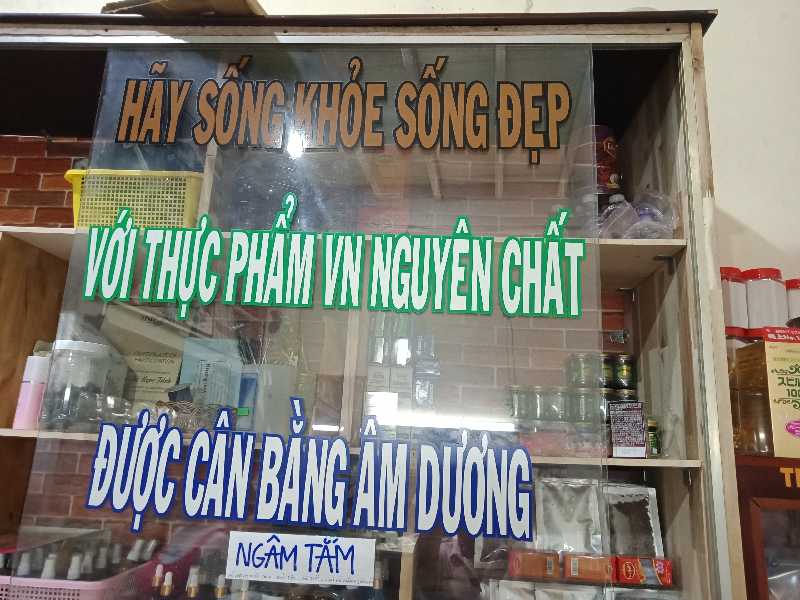 HÃY SỐNG KHỎE SỐNG ĐẸP
VỚI THỰC PHẨM VN NGUYÊN CHẤT
ĐƯỢC CÂN BẰNG ÂM DƯƠNG
NGÂM TẮM